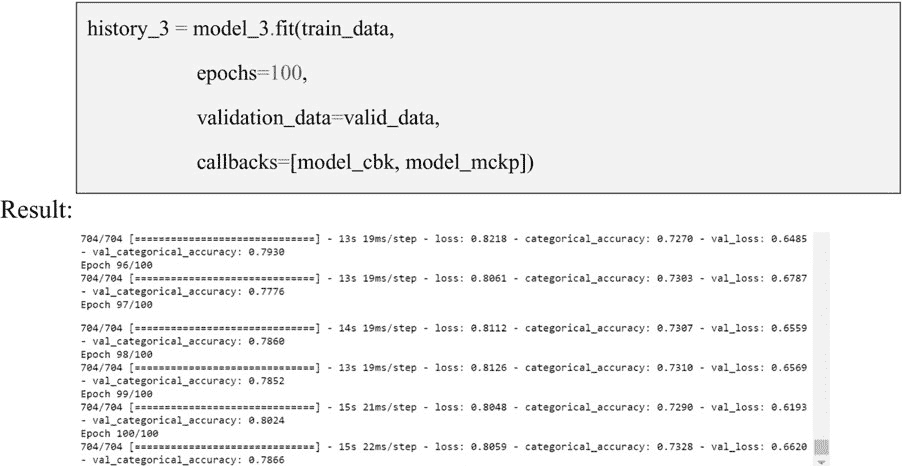 history_3 = model_3.fit(train_data,
epochs=100,
validation_data=valid_data,
callbacks=[model_cbk, model_mckp])
Result:
704/704 [==============================] - 13s 19ms/step - loss: 0.8218 - categorical_accuracy: 0.7270 - val_loss: 0.6485
- val_categorical_accuracy: 0.7930
Epoch 96/100
704/704 [==============================] - 13s 19ms/step - loss: 0.8061 - categorical_accuracy: 0.7303 - val_loss: 0.6787
- val_categorical_accuracy: 0.7776
Epoch 97/100
704/704 [==============================] - 14s 19ms/step - loss: 0.8112 - categorical_accuracy: 0.7307 - val_loss: 0.6559
- val_categorical_accuracy: 0.7860
Epoch 98/100
704/704 [==============================] - 13s 19ms/step - loss: 0.8126 - categorical_accuracy: 0.7310 - val_loss: 0.6569
- val_categorical_accuracy: 0.7852
Epoch 99/100
704/704 [==============================] - 15s 21ms/step - loss: 0.8048 - categorical_accuracy: 0.7290 - val_loss: 0.6193
- val_categorical_accuracy: 0.8024
Epoch 100/100
704/704 [==============================] - 15s 22ms/step - loss: 0.8059 - categorical_accuracy: 0.7328 - val_loss: 0.6620
- val_categorical_accuracy: 0.7866